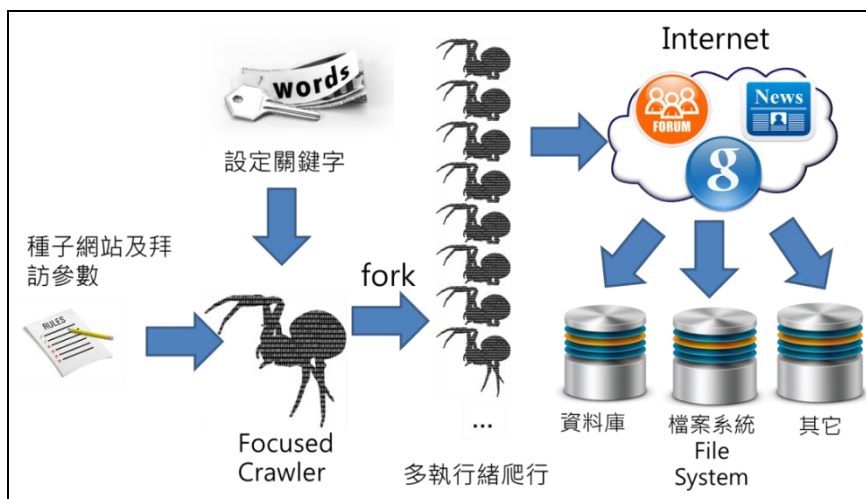 words
設定關鍵字
種子網站及拜
訪參數
RULES
Focused
Crawler
fork
...
多執行緒爬行
Internet
FORUM
News
g
資料庫
檔案系統
File
System
其它